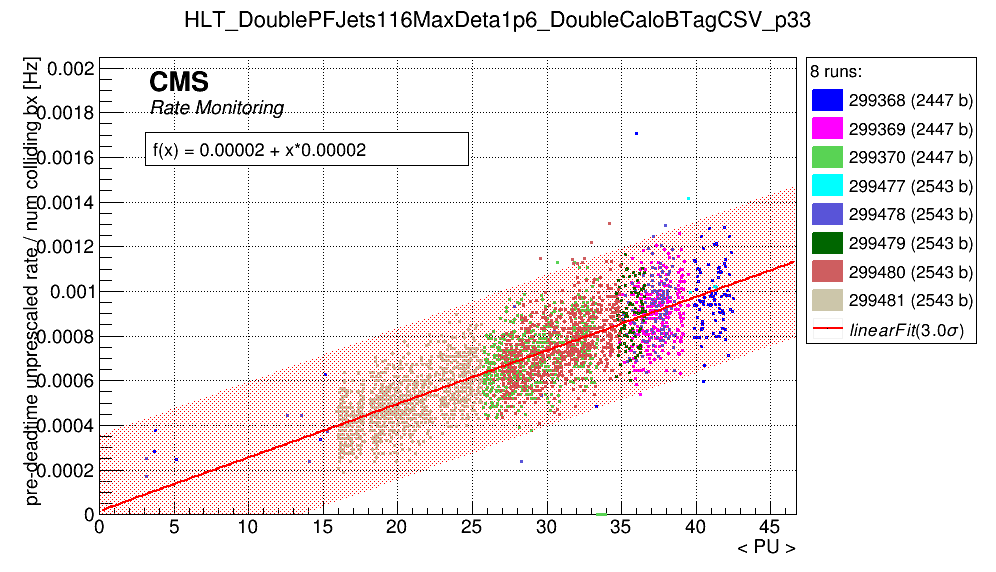 HLT_DoublePFJets116MaxDeta1p6_DoubleCaloBTagCSV_p33
pre-deadtime unprescaled rate / num colliding bx [Hz]
0.002
0.0018
0.0016
0.0014
0.0012
0.001
0.0008
0.0006
0.0004
0.0002
0
CMS
Rate Monitoring
f(x) = 0.00002 + x*0.00002
0 5 10 15 20 25 30 35 40 45
< PU >
8 runs:
299368 (2447 b)
299369 (2447 b)
299370 (2447 b)
299477 (2543 b)
299478 (2543 b)
299479 (2543 b)
299480 (2543 b)
299481 (2543 b)
linearFit(3.0σ)